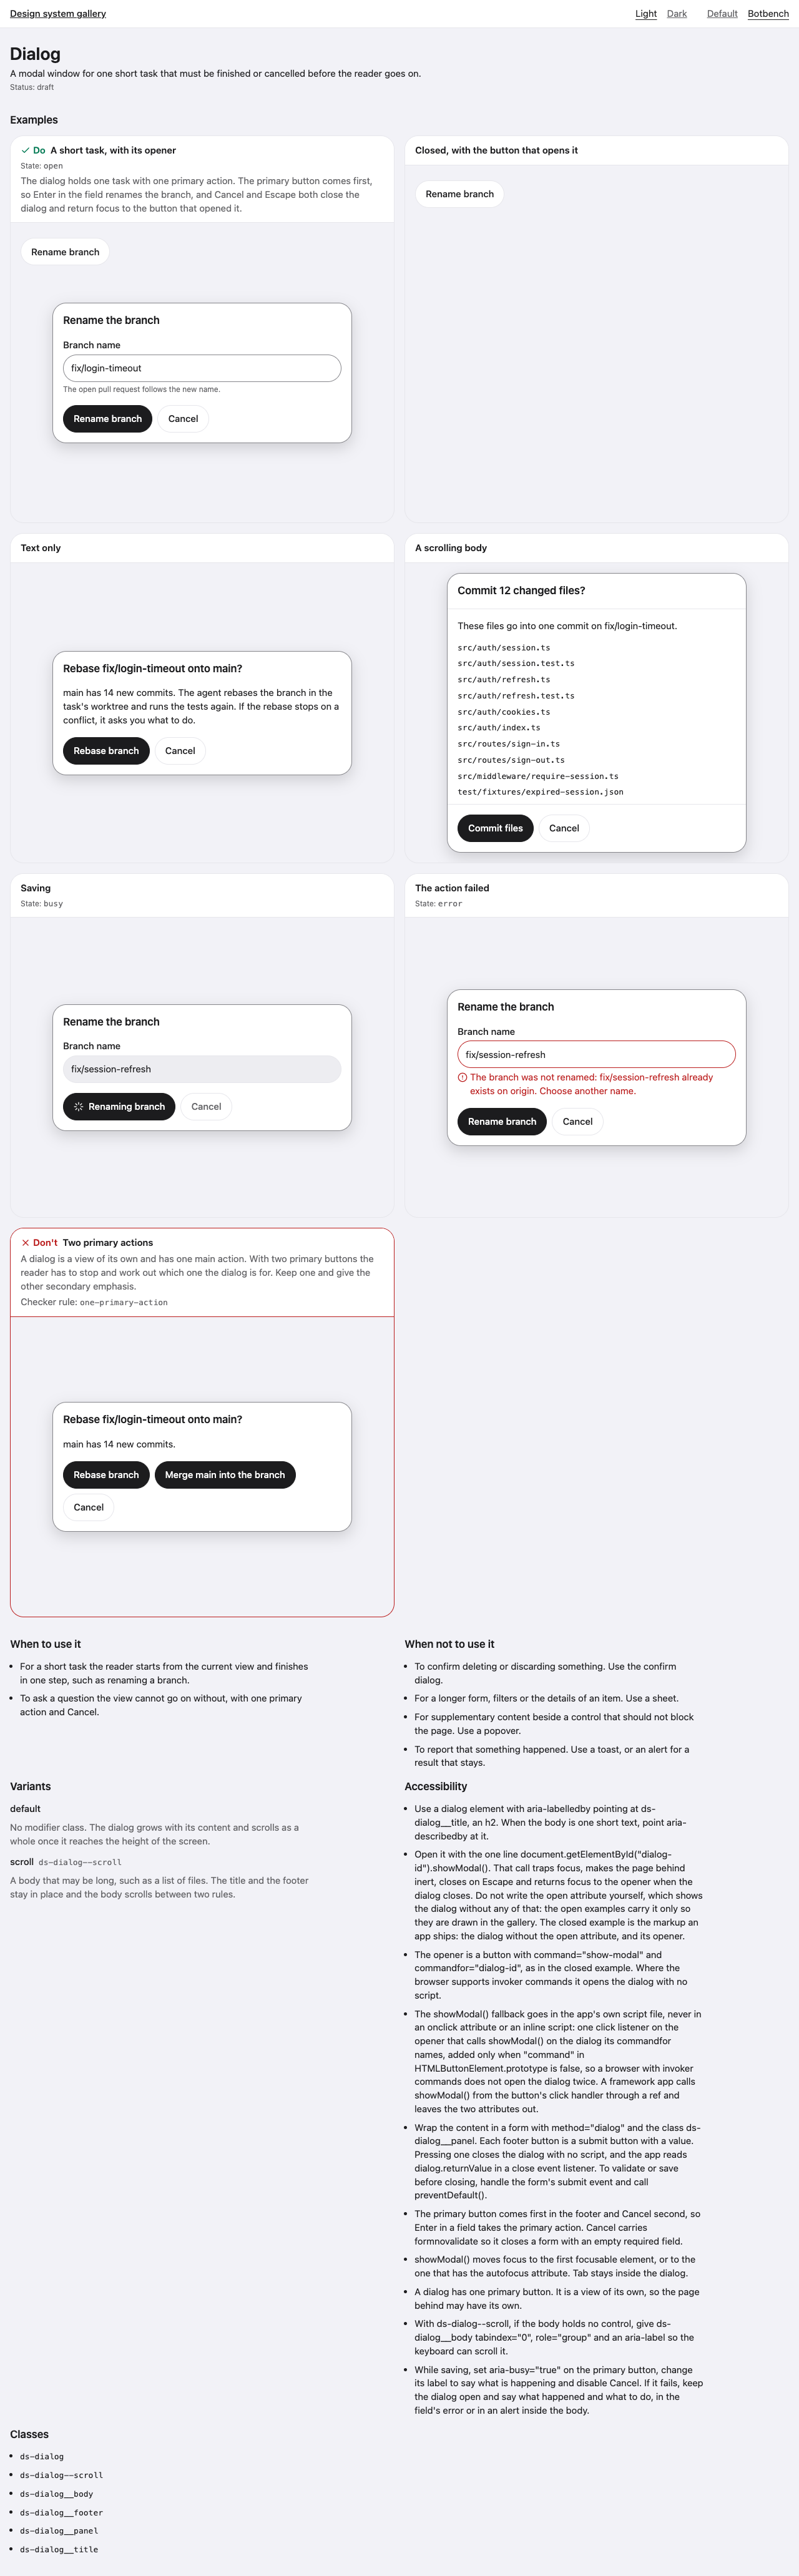 Design system gallery
Light Dark Default Botbench
Dialog
A modal window for one short task that must be finished or cancelled before the reader goes on.
Status: draft
Examples
Do A short task, with its opener
State: open
The dialog holds one task with one primary action. The primary button comes first,
so Enter in the field renames the branch, and Cancel and Escape both close the
dialog and return focus to the button that opened it.
Rename branch
Rename the branch
Branch name
fix/login-timeout
The open pull request follows the new name.
Rename branch Cancel
Closed, with the button that opens it
Rename branch
Text only
Rebase fix/login-timeout onto main?
main has 14 new commits. The agent rebases the branch in the
task's worktree and runs the tests again. If the rebase stops on a
conflict, it asks you what to do.
Rebase branch Cancel
A scrolling body
Commit 12 changed files?
These files go into one commit on fix/login-timeout.
src/auth/session.ts
src/auth/session.test.ts
src/auth/refresh.ts
src/auth/refresh.test.ts
src/auth/cookies.ts
src/auth/index.ts
src/routes/sign-in.ts
src/routes/sign-out.ts
src/middleware/require-session.ts
test/fixtures/expired-session.json
Commit files Cancel
Saving
State: busy
Rename the branch
Branch name
fix/session-refresh
Renaming branch Cancel
The action failed
State: error
Rename the branch
Branch name
fix/session-refresh
The branch was not renamed: fix/session-refresh already
exists on origin. Choose another name.
Rename branch Cancel
Don't Two primary actions
A dialog is a view of its own and has one main action. With two primary buttons the
reader has to stop and work out which one the dialog is for. Keep one and give the
other secondary emphasis.
Checker rule: one-primary-action
Rebase fix/login-timeout onto main?
main has 14 new commits.
Rebase branch Merge main into the branch
Cancel
When to use it
For a short task the reader starts from the current view and finishes
in one step, such as renaming a branch.
To ask a question the view cannot go on without, with one primary
action and Cancel.
When not to use it
To confirm deleting or discarding something. Use the confirm
dialog.
For a longer form, filters or the details of an item. Use a sheet.
For supplementary content beside a control that should not block
the page. Use a popover.
To report that something happened. Use a toast, or an alert for a
result that stays.
Variants
default
No modifier class. The dialog grows with its content and scrolls as a
whole once it reaches the height of the screen.
scroll ds-dialog--scroll
A body that may be long, such as a list of files. The title and the footer
stay in place and the body scrolls between two rules.
Accessibility
Use a dialog element with aria-labelledby pointing at ds-
dialog__title, an h2. When the body is one short text, point aria-
describedby at it.
Open it with the one line document.getElementById("dialog-
id").showModal(). That call traps focus, makes the page behind
inert, closes on Escape and returns focus to the opener when the
dialog closes. Do not write the open attribute yourself, which shows
the dialog without any of that: the open examples carry it only so
they are drawn in the gallery. The closed example is the markup an
app ships: the dialog without the open attribute, and its opener.
The opener is a button with command="show-modal" and
commandfor="dialog-id", as in the closed example. Where the
browser supports invoker commands it opens the dialog with no
script.
The showModal() fallback goes in the app's own script file, never in
an onclick attribute or an inline script: one click listener on the
opener that calls showModal() on the dialog its commandfor
names, added only when "command" in
HTMLButtonElement.prototype is false, so a browser with invoker
commands does not open the dialog twice. A framework app calls
showModal() from the button's click handler through a ref and
leaves the two attributes out.
Wrap the content in a form with method="dialog" and the class ds-
dialog__panel. Each footer button is a submit button with a value.
Pressing one closes the dialog with no script, and the app reads
dialog.returnValue in a close event listener. To validate or save
before closing, handle the form's submit event and call
preventDefault().
The primary button comes first in the footer and Cancel second, so
Enter in a field takes the primary action. Cancel carries
formnovalidate so it closes a form with an empty required field.
showModal() moves focus to the first focusable element, or to the
one that has the autofocus attribute. Tab stays inside the dialog.
A dialog has one primary button. It is a view of its own, so the page
behind may have its own.
With ds-dialog--scroll, if the body holds no control, give ds-
dialog__body tabindex="0", role="group" and an aria-label so the
keyboard can scroll it.
While saving, set aria-busy="true" on the primary button, change
its label to say what is happening and disable Cancel. If it fails, keep
the dialog open and say what happened and what to do, in the
field's error or in an alert inside the body.
Classes
ds-dialog
ds-dialog--scroll
ds-dialog__body
ds-dialog__footer
ds-dialog__panel
ds-dialog__title